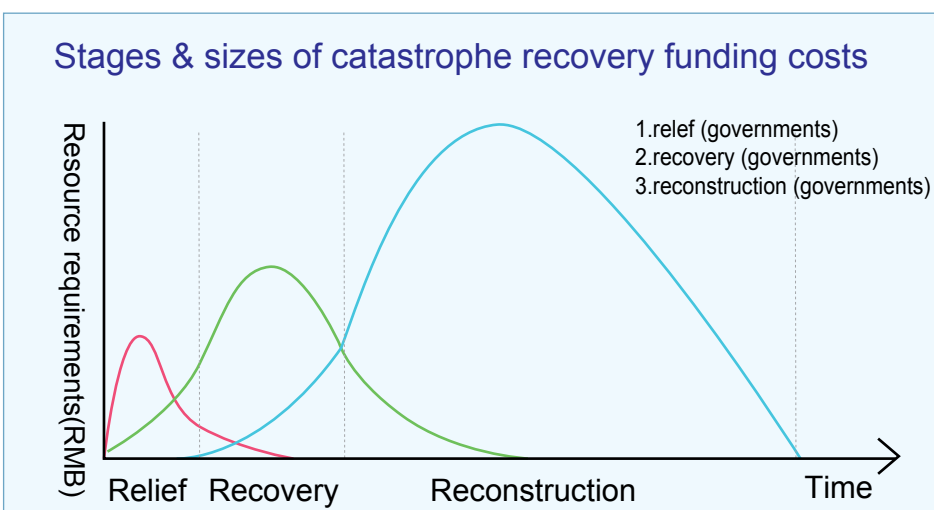 Stages & sizes of catastrophe recovery funding costs
Resource requirements(RMB)
1.relef (governments)
2.recovery (governments)
3.reconstruction (governments)
Relief Recovery Reconstruction Time